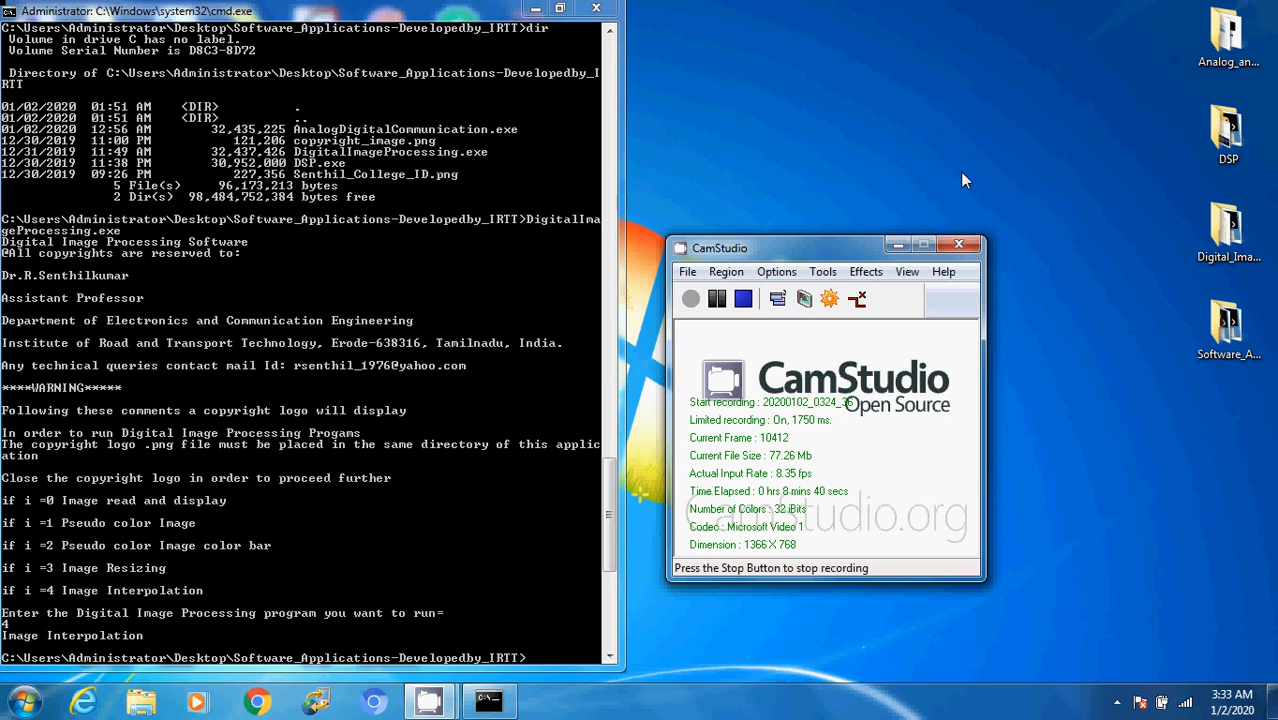 Administrator: C:\Windows\system32\cmd.exe
C:\Users\Administrator\Desktop\Software_Applications-Developedby_IRTT>dir
Volume in drive C has no label.
Volume Serial Number is D8C3-8D72
Directory of C:\Users\Administrator\Desktop\Software_Applications-Developedby_I
RTT
01/02/2020  01:51 AM    <DIR>          .
01/02/2020  01:51 AM    <DIR>          ..
01/02/2020  12:56 AM        32,435,225 AnalogDigitalCommunication.exe
12/30/2019  11:00 PM           121,206 copyright_image.png
12/31/2019  11:49 AM        32,437,426 DigitalImageProcessing.exe
12/30/2019  11:38 PM        30,952,000 DSP.exe
12/30/2019  09:26 PM           227,356 Senthil_College_ID.png
5 File(s)     96,173,213 bytes
2 Dir(s)  98,484,752,384 bytes free
C:\Users\Administrator\Desktop\Software_Applications-Developedby_IRTT>DigitalIma
geProcessing.exe
Digital Image Processing Software
@All copyrights are reserved to:
Dr.R.Senthilkumar
Assistant Professor
Department of Electronics and Communication Engineering
Institute of Road and Transport Technology, Erode-638316, Tamilnadu, India.
Any technical queries contact mail Id: rsenthil_1976@yahoo.com
****WARNING*****
Following these comments a copyright logo will display
In order to run Digital Image Processing Progams
The copyright logo .png file must be placed in the same directory of this applic
ation
Close the copyright logo in order to proceed further
if i =0 Image read and display
if i =1 Pseudo color Image
if i =2 Pseudo color Image color bar
if i =3 Image Resizing
if i =4 Image Interpolation
Enter the Digital Image Processing program you want to run=
4
Image Interpolation
C:\Users\Administrator\Desktop\Software_Applications-Developedby_IRTT>
CamStudio
File Region Options Tools Effects View Help
CamStudio
Open Source
Start recording : 20200102_0324_36
Limited recording : On, 1750 ms.
Current Frame : 10412
Current File Size : 77.26 Mb
Actual Input Rate : 8.35 fps
Time Elapsed : 0 hrs 8 mins 40 secs
Number of Colors : 32 Bits
CamStudio.org
Codec : Microsoft Video 1
Dimension : 1366 X 768
Press the Stop Button to stop recording
Analog_an...
DSP
Digital_Ima...
Software_A...
3:33 AM
1/2/2020